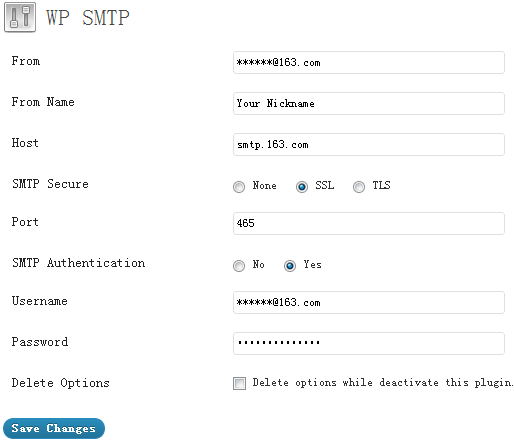 WP SMTP
From ******@163.com
From Name Your Nickname
Host smtp.163.com
SMTP Secure None SSL TLS
Port 465
SMTP Authentication No Yes
Username ******@163.com
Password ••••••••••••••
Delete Options Delete options while deactivate this plugin.
Save Changes